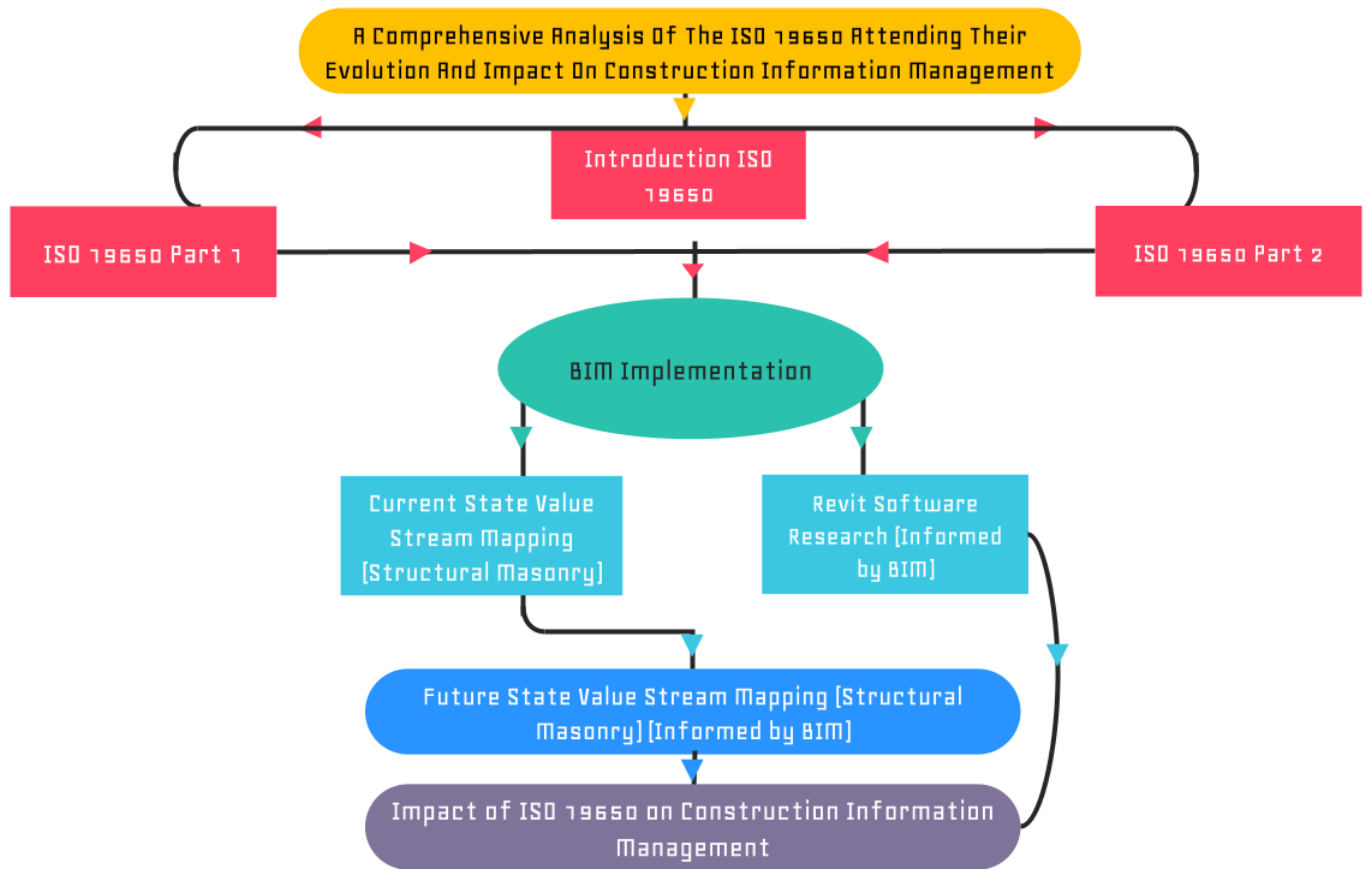 A Comprehensive Analysis Of The ISO 19650 Attending Their
Evolution And Impact On Construction Information Management
Introduction ISO
19650
ISO 19650 Part 1
ISO 19650 Part 2
BIM Implementation
Current State Value
Stream Mapping
[Structural Masonry]
Revit Software
Research [Informed
by BIM]
Future State Value Stream Mapping [Structural
Masonry] [Informed by BIM]
Impact of ISO 19650 on Construction Information
Management